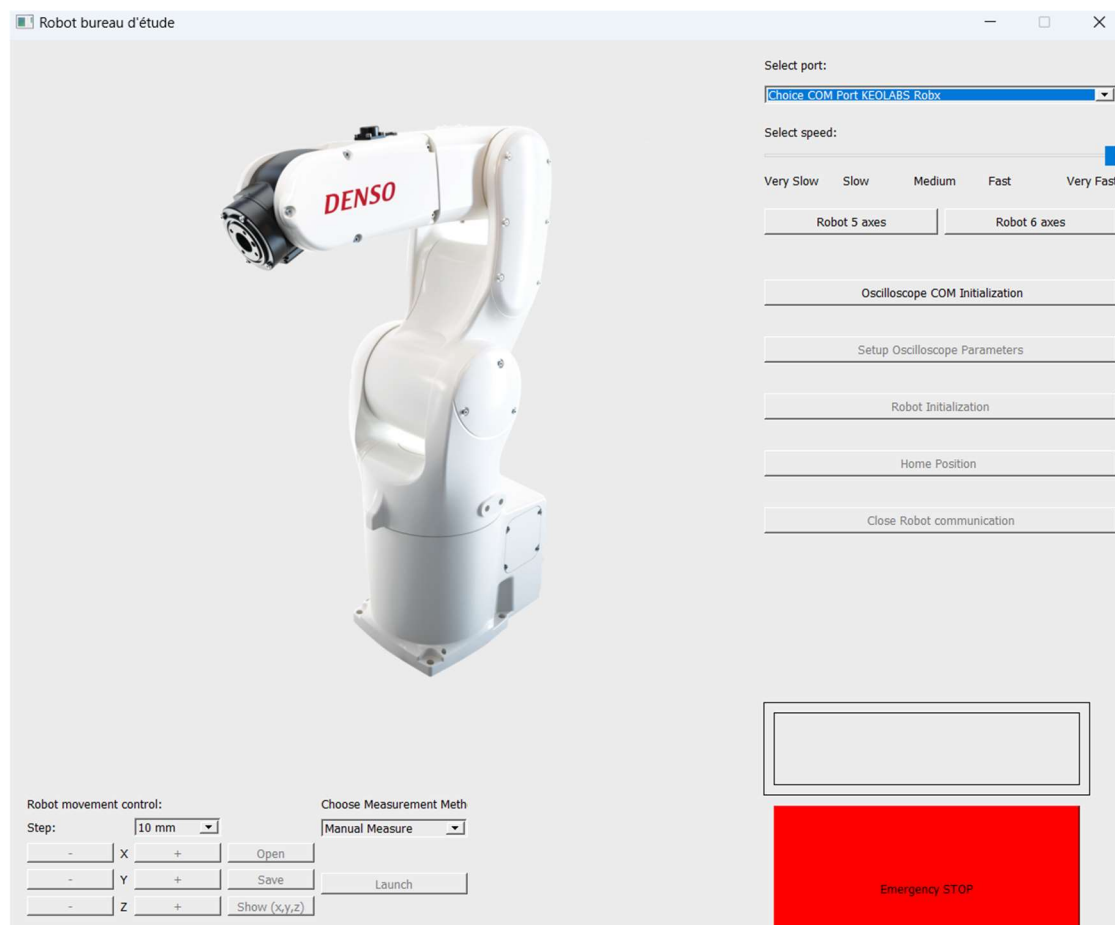 Robot bureau d'étude
Select port:
Choice COM Port KEOLABS Robx
Select speed:
Very Slow Slow Medium Fast Very Fast
Robot 5 axes Robot 6 axes
DENSO
Oscilloscope COM Initialization
Setup Oscilloscope Parameters
Robot Initialization
Home Position
Close Robot communication
Robot movement control: Choose Measurement Meth
Step: 10 mm Manual Measure
- X + Open
- Y + Save
Launch
- Z + Show (x,y,z)
Emergency STOP